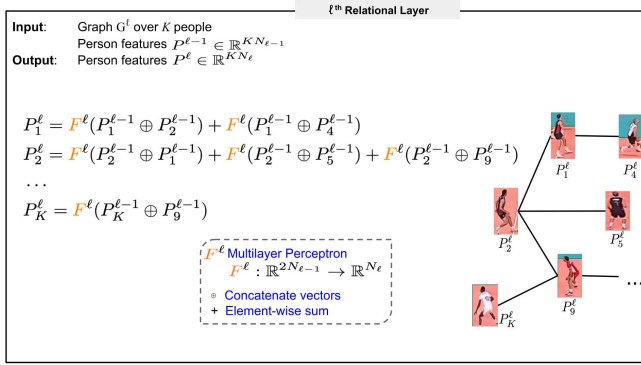 ℓᵗʰ Relational Layer
Input: Graph Gℓ over K people
Person features Pℓ⁻¹ ∈ ℝᴷᴺℓ₋₁
Output: Person features Pℓ ∈ ℝᴷᴺℓ
P₁ℓ = Fℓ(P₁ℓ⁻¹ ⊕ P₂ℓ⁻¹) + Fℓ(P₁ℓ⁻¹ ⊕ P₄ℓ⁻¹)
P₂ℓ = Fℓ(P₂ℓ⁻¹ ⊕ P₁ℓ⁻¹) + Fℓ(P₂ℓ⁻¹ ⊕ P₅ℓ⁻¹) + Fℓ(P₂ℓ⁻¹ ⊕ P₉ℓ⁻¹)
...
P_Kℓ = Fℓ(P_Kℓ⁻¹ ⊕ P₉ℓ⁻¹)
Fℓ Multilayer Perceptron
Fℓ : ℝ²ᴺℓ₋₁ → ℝᴺℓ
⊕ Concatenate vectors
+ Element-wise sum
P₁ℓ
P₄ℓ
P₂ℓ
P₅ℓ
P_Kℓ
P₉ℓ
...